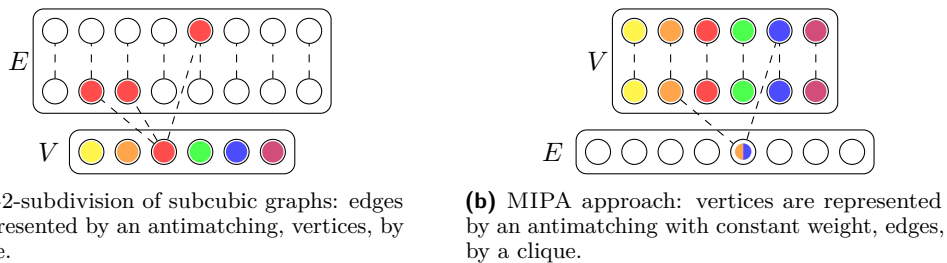 E
V
V
E
-2-subdivision of subcubic graphs: edges
resented by an antimatching, vertices, by
e.
(b) MIPA approach: vertices are represented
by an antimatching with constant weight, edges,
by a clique.